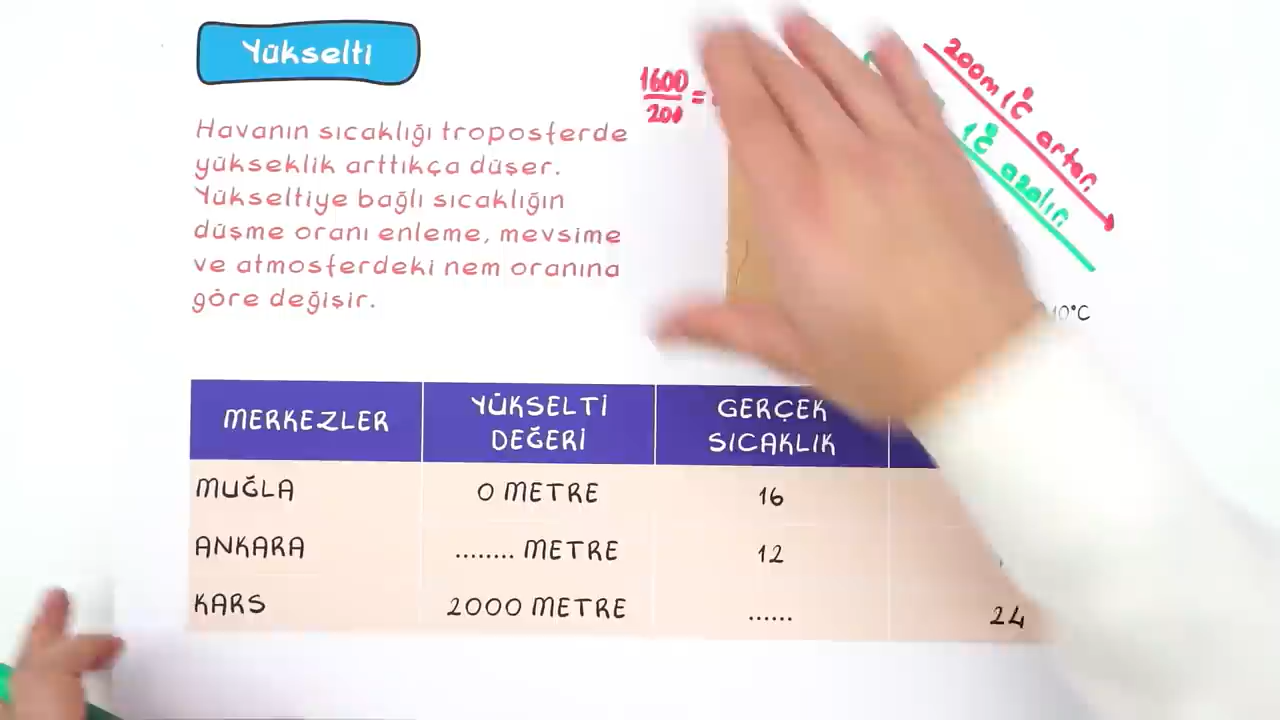 Yükselti
1600
200
=
200m 1°C artar
1°C azalır
Havanın sıcaklığı troposferde
yükseklik arttıkça düşer.
Yükseltiye bağlı sıcaklığın
düşme oranı enleme, mevsime
ve atmosferdeki nem oranına
göre değişir.
10°C
MERKEZLER
YÜKSELTİ
DEĞERİ
GERÇEK
SICAKLIK
MUĞLA
0 METRE
16
ANKARA
........ METRE
12
KARS
2000 METRE
......
24